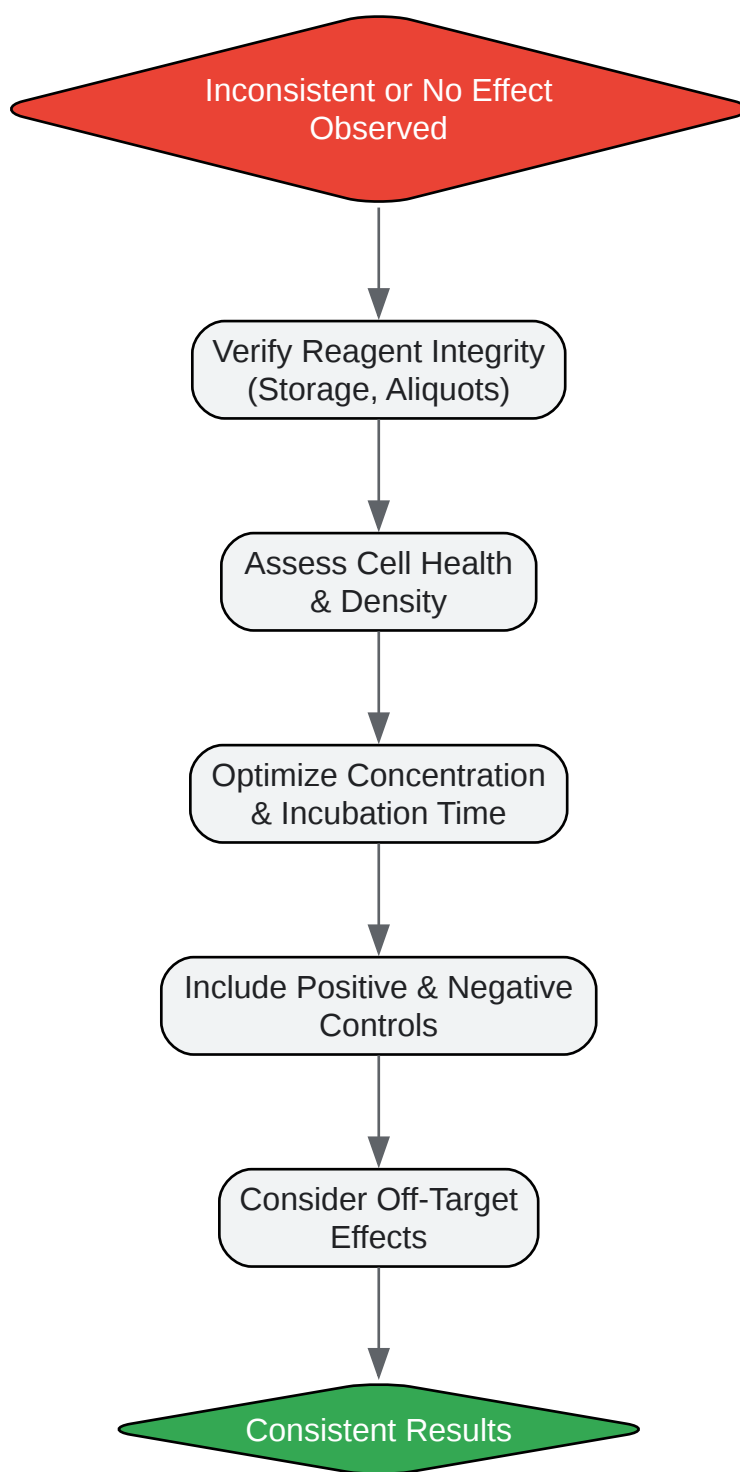 Inconsistent or No Effect
Observed
Verify Reagent Integrity
(Storage, Aliquots)
Assess Cell Health
& Density
Optimize Concentration
& Incubation Time
Include Positive & Negative
Controls
Consider Off-Target
Effects
Consistent Results